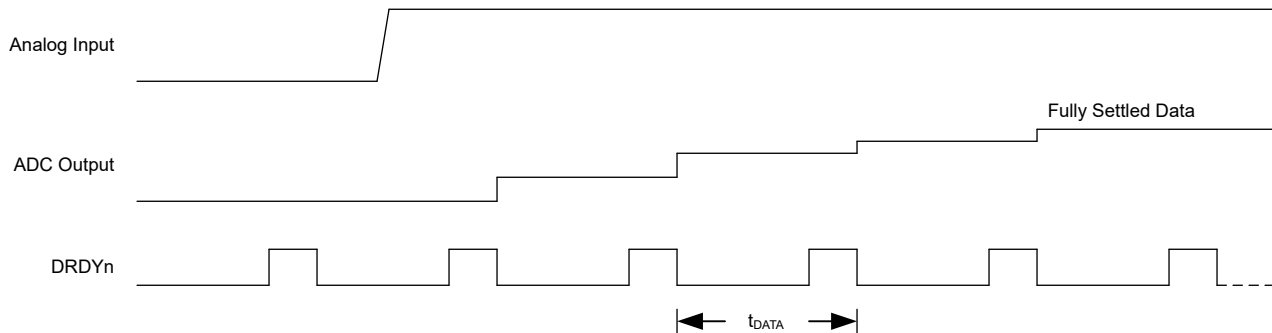 Analog Input
Fully Settled Data
ADC Output
DRDYn
tDATA